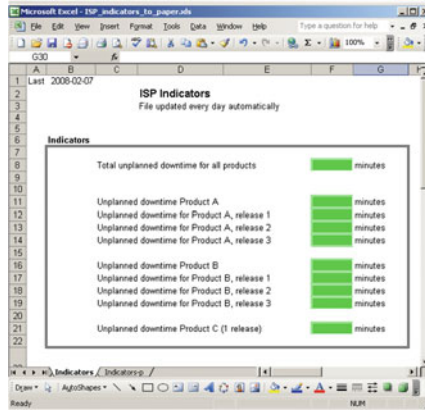 Microsoft Excel - ISP_indicators_to_paper.xls
File Edit View Insert Format Tools Data Window Help Type a question for help
100%
G30 fx
A B C D E F G H
1 Last 2008-02-07
2 ISP Indicators
3 File updated every day automatically
4
5
6 Indicators
7
8 Total unplanned downtime for all products minutes
9
10
11 Unplanned downtime Product A minutes
12 Unplanned downtime for Product A, release 1 minutes
13 Unplanned downtime for Product A, release 2 minutes
14 Unplanned downtime for Product A, release 3 minutes
15
16 Unplanned downtime Product B minutes
17 Unplanned downtime for Product B, release 1 minutes
18 Unplanned downtime for Product B, release 2 minutes
19 Unplanned downtime for Product B, release 3 minutes
20
21 Unplanned downtime Product C (1 release) minutes
22
Indicators / Indicators-p /
Draw AutoShapes
Ready NUM